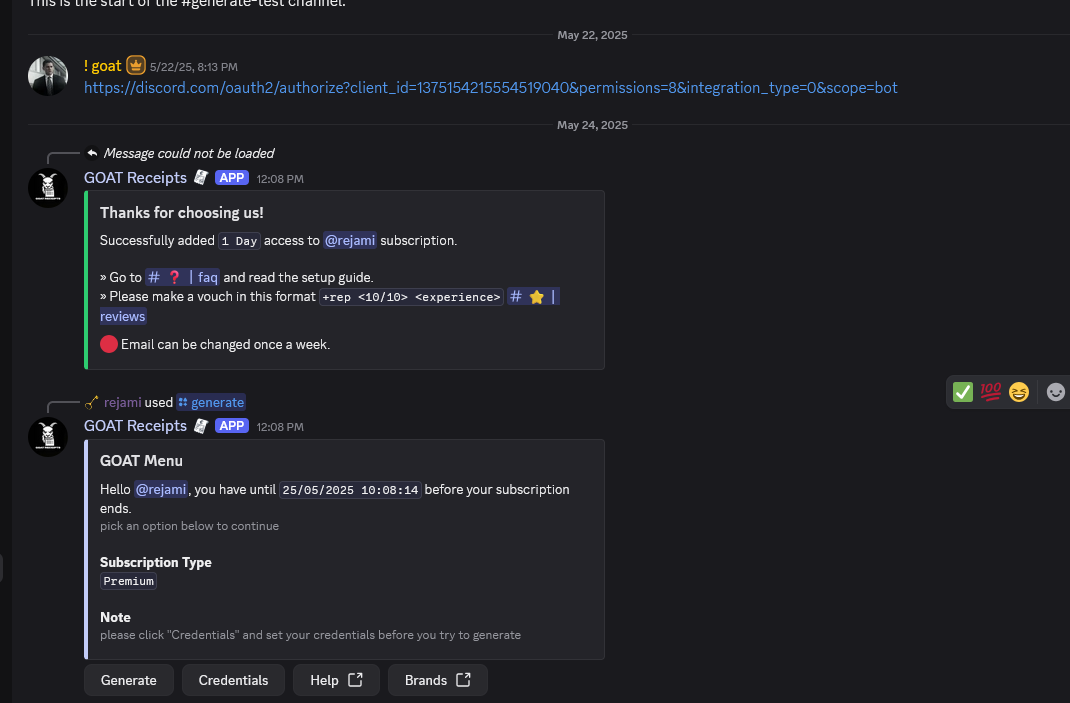 This is the start of the #generate-test channel.
May 22, 2025
! goat 5/22/25, 8:13 PM
https://discord.com/oauth2/authorize?client_id=1375154215554519040&permissions=8&integration_type=0&scope=bot
May 24, 2025
Message could not be loaded
GOAT Receipts APP 12:08 PM
Thanks for choosing us!
Successfully added 1 Day access to @rejami subscription.
» Go to # ❓ | faq and read the setup guide.
» Please make a vouch in this format +rep <10/10> <experience> # ⭐ |
reviews
🔴 Email can be changed once a week.
rejami used generate
GOAT Receipts APP 12:08 PM
GOAT Menu
Hello @rejami, you have until 25/05/2025 10:08:14 before your subscription
ends.
pick an option below to continue
Subscription Type
Premium
Note
please click "Credentials" and set your credentials before you try to generate
Generate Credentials Help Brands